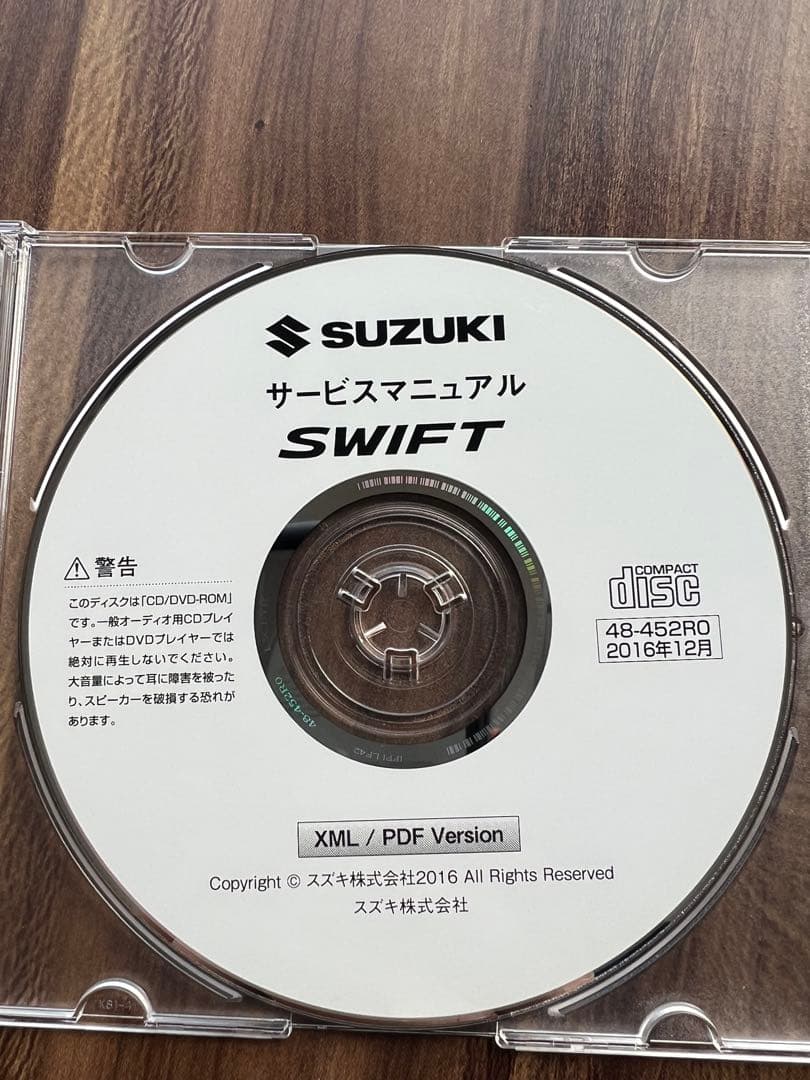 SUZUKI
サービスマニュアル
SWIFT
警告
このディスクは「CD/DVD-ROM」
です。一般オーディオ用CDプレイ
ヤーまたはDVDプレイヤーでは
絶対に再生しないでください。
大音量によって耳に障害を被った
り、スピーカーを破損する恐れが
あります。
COMPACT
disc
48-452R0
2016年12月
48-452R0
IFPI LF42
XML / PDF Version
Copyright © スズキ株式会社2016 All Rights Reserved
スズキ株式会社